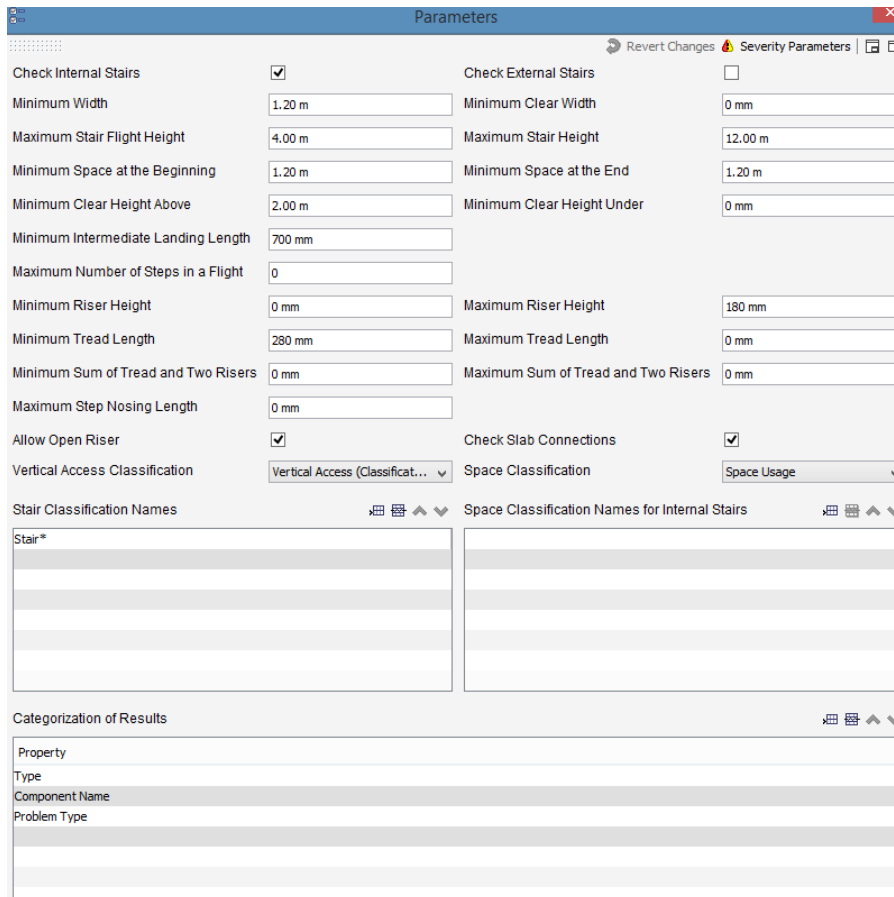 Parameters
Revert Changes Severity Parameters
Check Internal Stairs Check External Stairs
Minimum Width 1.20 m Minimum Clear Width 0 mm
Maximum Stair Flight Height 4.00 m Maximum Stair Height 12.00 m
Minimum Space at the Beginning 1.20 m Minimum Space at the End 1.20 m
Minimum Clear Height Above 2.00 m Minimum Clear Height Under 0 mm
Minimum Intermediate Landing Length 700 mm
Maximum Number of Steps in a Flight 0
Minimum Riser Height 0 mm Maximum Riser Height 180 mm
Minimum Tread Length 280 mm Maximum Tread Length 0 mm
Minimum Sum of Tread and Two Risers 0 mm Maximum Sum of Tread and Two Risers 0 mm
Maximum Step Nosing Length 0 mm
Allow Open Riser Check Slab Connections
Vertical Access Classification Vertical Access (Classificat... Space Classification Space Usage
Stair Classification Names Space Classification Names for Internal Stairs
Stair*
Categorization of Results
Property
Type
Component Name
Problem Type